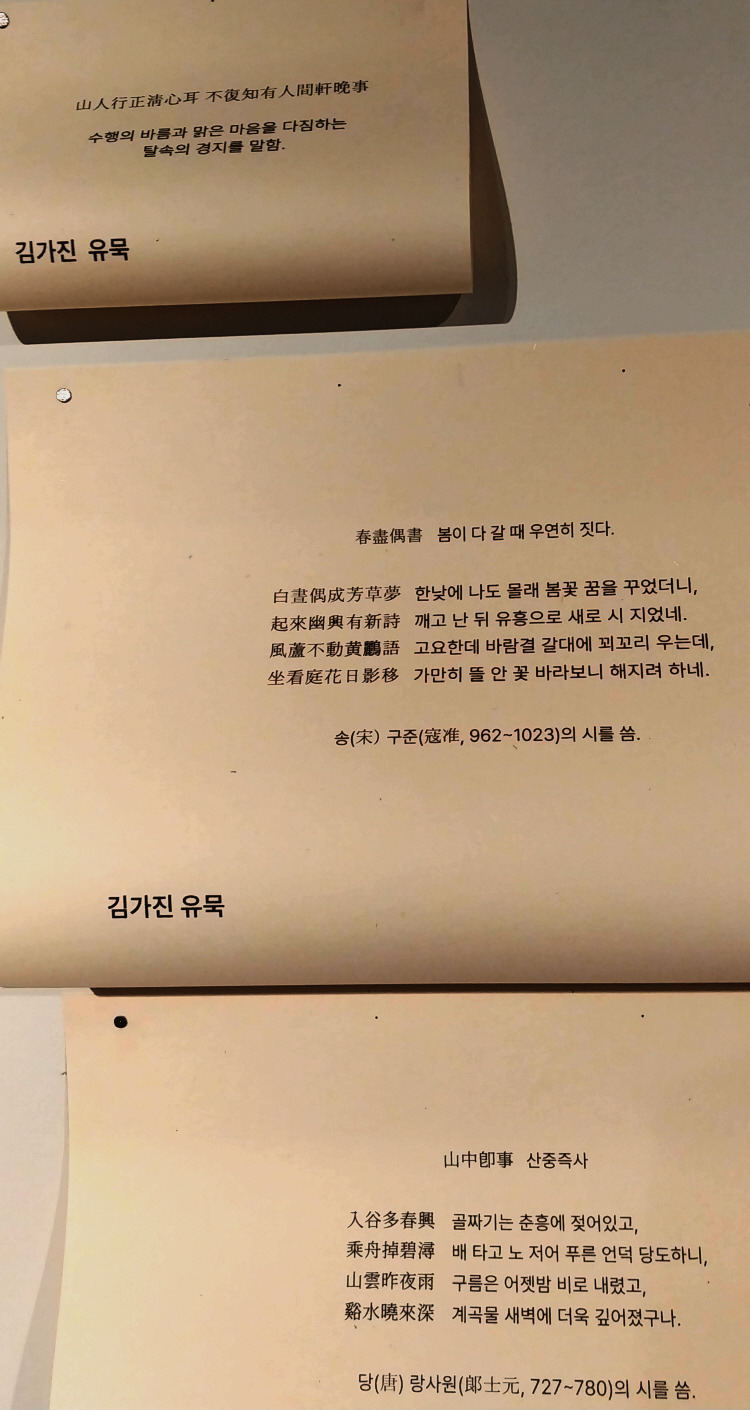 山人行正淸心耳 不復知有人間軒晩事
수행의 바름과 맑은 마음을 다짐하는
탈속의 경지를 말함.
김가진 유묵
春盡偶書 봄이 다 갈 때 우연히 짓다.
白晝偶成芳草夢 한낮에 나도 몰래 봄꽃 꿈을 꾸었더니,
起來幽興有新詩 깨고 난 뒤 유흥으로 새로 시 지었네.
風蘆不動黄鸝語 고요한데 바람결 갈대에 꾀꼬리 우는데,
坐看庭花日影移 가만히 뜰 안 꽃 바라보니 해지려 하네.
송(宋) 구준(寇准, 962~1023)의 시를 씀.
김가진 유묵
山中卽事 산중즉사
入谷多春興 골짜기는 춘흥에 젖어있고,
乘舟掉碧潯 배 타고 노 저어 푸른 언덕 당도하니,
山雲昨夜雨 구름은 어젯밤 비로 내렸고,
谿水曉來深 계곡물 새벽에 더욱 깊어졌구나.
당(唐) 랑사원(郞士元, 727~780)의 시를 씀.